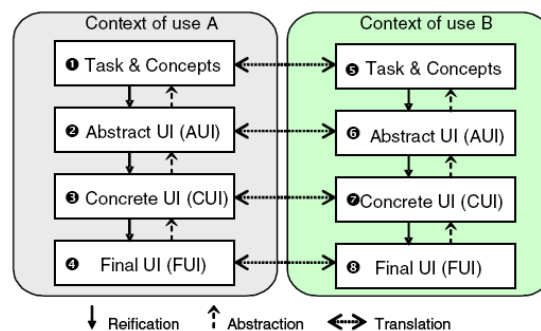 Context of use A
❶ Task & Concepts
❷ Abstract UI (AUI)
❸ Concrete UI (CUI)
❹ Final UI (FUI)
Context of use B
❺ Task & Concepts
❻ Abstract UI (AUI)
❼Concrete UI (CUI)
❽ Final UI (FUI)
Reification
Abstraction
Translation